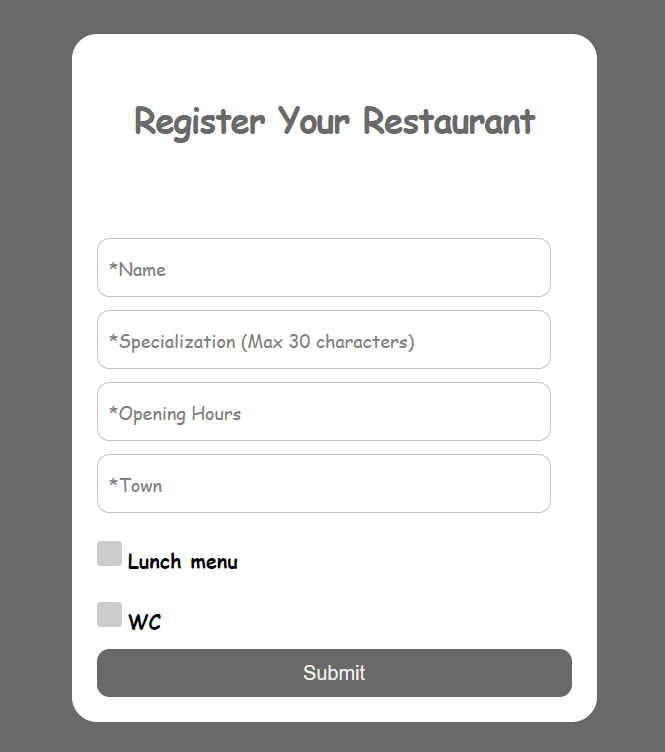 Register Your Restaurant
*Name
*Specialization (Max 30 characters)
*Opening Hours
*Town
Lunch menu
WC
Submit